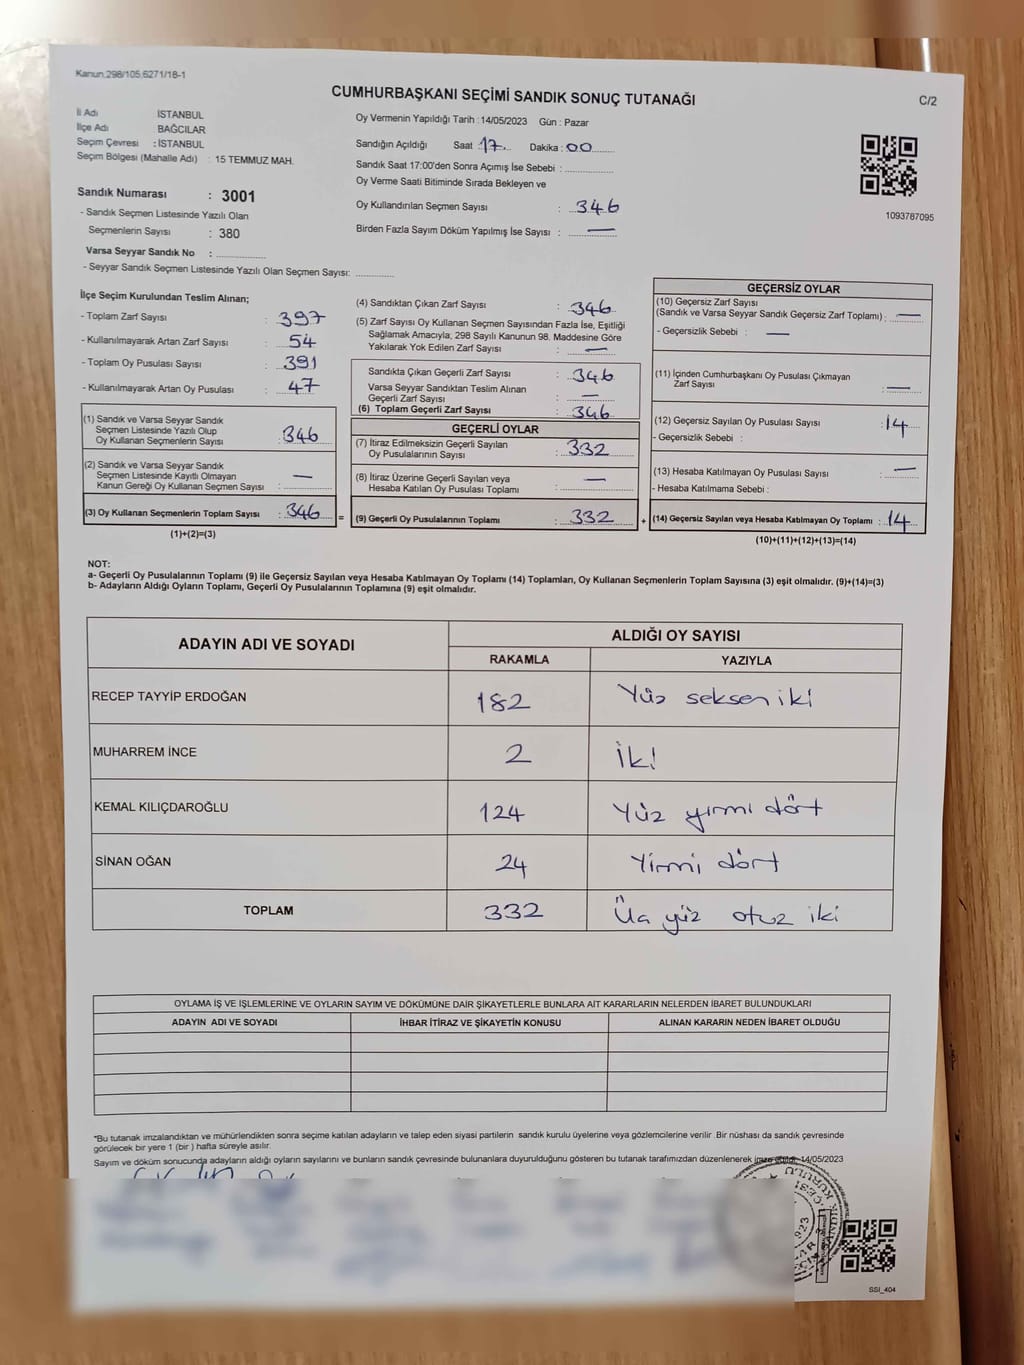 Kanun.298/105,6271/18-1
CUMHURBAŞKANI SEÇİMİ SANDIK SONUÇ TUTANAĞI
C/2
İl Adı İSTANBUL
İlçe Adı BAĞCILAR
Seçim Çevresi : İSTANBUL
Seçim Bölgesi (Mahalle Adı) : 15 TEMMUZ MAH.
Sandık Numarası : 3001
- Sandık Seçmen Listesinde Yazılı Olan
Seçmenlerin Sayısı : 380
Varsa Seyyar Sandık No :
- Seyyar Sandık Seçmen Listesinde Yazılı Olan Seçmen Sayısı:
Oy Vermenin Yapıldığı Tarih : 14/05/2023 Gün : Pazar
Sandığın Açıldığı Saat : 17 Dakika : 00
Sandık Saat 17:00'den Sonra Açımış İse Sebebi :
Oy Verme Saati Bitiminde Sırada Bekleyen ve
Oy Kullandırılan Seçmen Sayısı : 346
Birden Fazla Sayım Döküm Yapılmış İse Sayısı : —
1093787095
İlçe Seçim Kurulundan Teslim Alınan;
- Toplam Zarf Sayısı : 397
- Kullanılmayarak Artan Zarf Sayısı : 54
- Toplam Oy Pusulası Sayısı : 391
- Kullanılmayarak Artan Oy Pusulası : 47
(1) Sandık ve Varsa Seyyar Sandık
Seçmen Listesinde Yazılı Olup
Oy Kullanan Seçmenlerin Sayısı : 346
(2) Sandık ve Varsa Seyyar Sandık
Seçmen Listesinde Kayıtlı Olmayan
Kanun Gereği Oy Kullanan Seçmen Sayısı : —
(3) Oy Kullanan Seçmenlerin Toplam Sayısı : 346 =
(1)+(2)=(3)
(4) Sandıktan Çıkan Zarf Sayısı : 346
(5) Zarf Sayısı Oy Kullanan Seçmen Sayısından Fazla İse, Eşitliği
Sağlamak Amacıyla, 298 Sayılı Kanunun 98. Maddesine Göre
Yakılarak Yok Edilen Zarf Sayısı : —
Sandıkta Çıkan Geçerli Zarf Sayısı : 346
Varsa Seyyar Sandıktan Teslim Alınan
Geçerli Zarf Sayısı : —
(6) Toplam Geçerli Zarf Sayısı : 346
GEÇERLİ OYLAR
(7) İtiraz Edilmeksizin Geçerli Sayılan
Oy Pusulalarının Sayısı : 332
(8) İtiraz Üzerine Geçerli Sayılan veya
Hesaba Katılan Oy Pusulası Toplamı : —
(9) Geçerli Oy Pusulalarının Toplamı : 332 +
GEÇERSİZ OYLAR
(10) Geçersiz Zarf Sayısı
(Sandık ve Varsa Seyyar Sandık Geçersiz Zarf Toplamı) : —
- Geçersizlik Sebebi : —
(11) İçinden Cumhurbaşkanı Oy Pusulası Çıkmayan
Zarf Sayısı : —
(12) Geçersiz Sayılan Oy Pusulası Sayısı : 14
- Geçersizlik Sebebi :
(13) Hesaba Katılmayan Oy Pusulası Sayısı : —
- Hesaba Katılmama Sebebi :
(14) Geçersiz Sayılan veya Hesaba Katılmayan Oy Toplamı : 14
(10)+(11)+(12)+(13)=(14)
NOT:
a- Geçerli Oy Pusulalarının Toplamı (9) ile Geçersiz Sayılan veya Hesaba Katılmayan Oy Toplamı (14) Toplamları, Oy Kullanan Seçmenlerin Toplam Sayısına (3) eşit olmalıdır. (9)+(14)=(3)
b- Adayların Aldığı Oyların Toplamı, Geçerli Oy Pusulalarının Toplamına (9) eşit olmalıdır.
ADAYIN ADI VE SOYADI ALDIĞI OY SAYISI
RAKAMLA YAZIYLA
RECEP TAYYİP ERDOĞAN 182 Yüz seksen iki
MUHARREM İNCE 2 İki
KEMAL KILIÇDAROĞLU 124 Yüz yirmi dört
SİNAN OĞAN 24 Yirmi dört
TOPLAM 332 Üç yüz otuz iki
OYLAMA İŞ VE İŞLEMLERİNE VE OYLARIN SAYIM VE DÖKÜMÜNE DAİR ŞİKAYETLERLE BUNLARA AİT KARARLARIN NELERDEN İBARET BULUNDUKLARI
ADAYIN ADI VE SOYADI İHBAR İTİRAZ VE ŞİKAYETİN KONUSU ALINAN KARARIN NEDEN İBARET OLDUĞU
*Bu tutanak imzalandıktan ve mühürlendikten sonra seçime katılan adayların ve talep eden siyasi partilerin sandık kurulu üyelerine veya gözlemcilerine verilir. Bir nüshası da sandık çevresinde
görülecek bir yere 1 (bir ) hafta süreyle asılır.
Sayım ve döküm sonucunda adayların aldığı oyların sayılarını ve bunların sandık çevresinde bulunanlara duyurulduğunu gösteren bu tutanak tarafımızdan düzenlenerek imza edildi. 14/05/2023
SSI_404